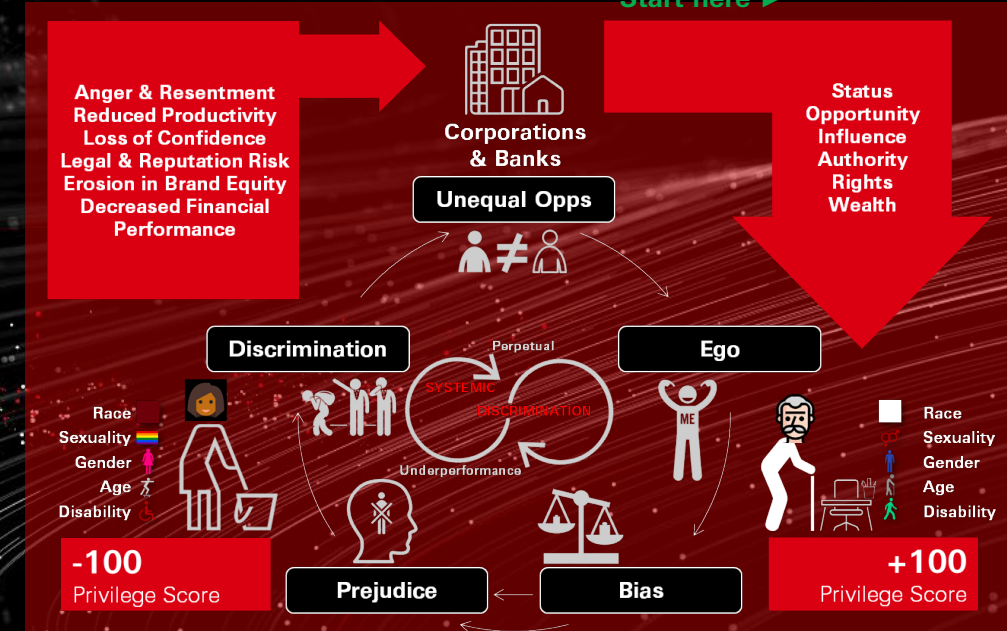 Start here
Anger & Resentment
Reduced Productivity
Loss of Confidence
Legal & Reputation Risk
Erosion in Brand Equity
Decreased Financial
Performance
Corporations
& Banks
Unequal Opps
Status
Opportunity
Influence
Authority
Rights
Wealth
Discrimination
Perpetual
SYSTEMIC
DISCRIMINATION
Underperformance
Ego
ME
Race
Sexuality
Gender
Age
Disability
-100
Privilege Score
Race
Sexuality
Gender
Age
Disability
+100
Privilege Score
Prejudice
Bias